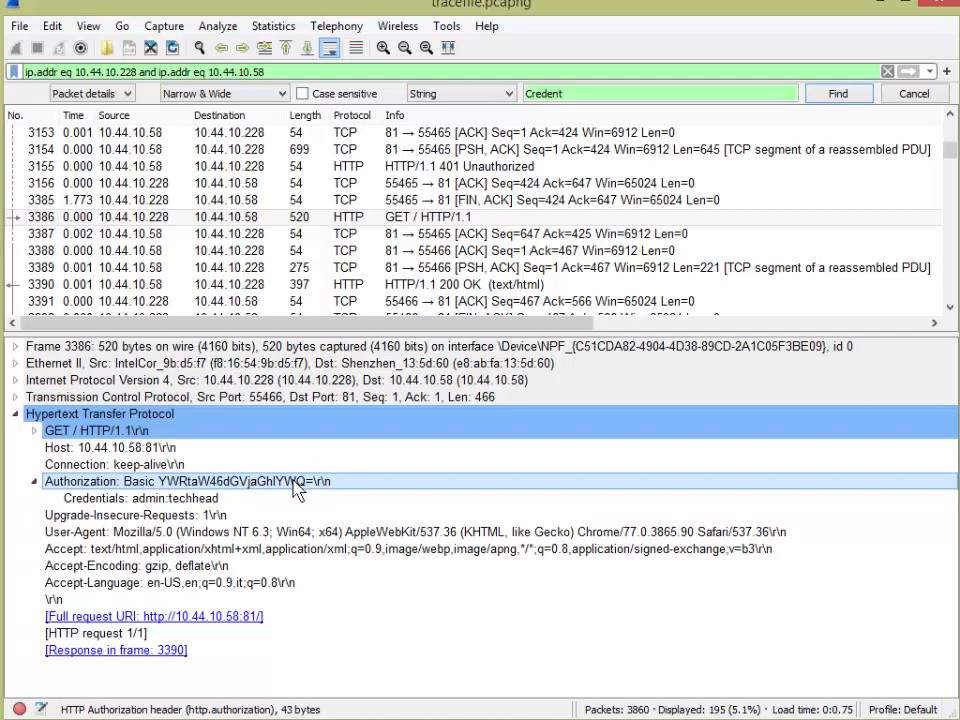 tracefile.pcapng
File Edit View Go Capture Analyze Statistics Telephony Wireless Tools Help
ip.addr eq 10.44.10.228 and ip.addr eq 10.44.10.58
Packet details Narrow & Wide Case sensitive String Credent Find Cancel
No. Time Source Destination Length Protocol Info
3153 0.001 10.44.10.58 10.44.10.228 54 TCP 81 → 55465 [ACK] Seq=1 Ack=424 Win=6912 Len=0
3154 0.000 10.44.10.58 10.44.10.228 699 TCP 81 → 55465 [PSH, ACK] Seq=1 Ack=424 Win=6912 Len=645 [TCP segment of a reassembled PDU]
3155 0.000 10.44.10.58 10.44.10.228 54 HTTP HTTP/1.1 401 Unauthorized
3156 0.000 10.44.10.228 10.44.10.58 54 TCP 55465 → 81 [ACK] Seq=424 Ack=647 Win=65024 Len=0
3385 1.773 10.44.10.228 10.44.10.58 54 TCP 55465 → 81 [FIN, ACK] Seq=424 Ack=647 Win=65024 Len=0
3386 0.000 10.44.10.228 10.44.10.58 520 HTTP GET / HTTP/1.1
3387 0.002 10.44.10.58 10.44.10.228 54 TCP 81 → 55465 [ACK] Seq=647 Ack=425 Win=6912 Len=0
3388 0.000 10.44.10.58 10.44.10.228 54 TCP 81 → 55466 [ACK] Seq=1 Ack=467 Win=6912 Len=0
3389 0.001 10.44.10.58 10.44.10.228 275 TCP 81 → 55466 [PSH, ACK] Seq=1 Ack=467 Win=6912 Len=221 [TCP segment of a reassembled PDU]
3390 0.001 10.44.10.58 10.44.10.228 397 HTTP HTTP/1.1 200 OK (text/html)
3391 0.000 10.44.10.228 10.44.10.58 54 TCP 55466 → 81 [ACK] Seq=467 Ack=566 Win=65024 Len=0
Frame 3386: 520 bytes on wire (4160 bits), 520 bytes captured (4160 bits) on interface \Device\NPF_{C51CDA82-4904-4D38-89CD-2A1C05F3BE09}, id 0
Ethernet II, Src: IntelCor_9b:d5:f7 (f8:16:54:9b:d5:f7), Dst: Shenzhen_13:5d:60 (e8:ab:fa:13:5d:60)
Internet Protocol Version 4, Src: 10.44.10.228 (10.44.10.228), Dst: 10.44.10.58 (10.44.10.58)
Transmission Control Protocol, Src Port: 55466, Dst Port: 81, Seq: 1, Ack: 1, Len: 466
Hypertext Transfer Protocol
GET / HTTP/1.1\r\n
Host: 10.44.10.58:81\r\n
Connection: keep-alive\r\n
Authorization: Basic YWRtaW46dGVjaGhlYWQ=\r\n
Credentials: admin:techhead
Upgrade-Insecure-Requests: 1\r\n
User-Agent: Mozilla/5.0 (Windows NT 6.3; Win64; x64) AppleWebKit/537.36 (KHTML, like Gecko) Chrome/77.0.3865.90 Safari/537.36\r\n
Accept: text/html,application/xhtml+xml,application/xml;q=0.9,image/webp,image/apng,*/*;q=0.8,application/signed-exchange;v=b3\r\n
Accept-Encoding: gzip, deflate\r\n
Accept-Language: en-US,en;q=0.9,it;q=0.8\r\n
\r\n
[Full request URI: http://10.44.10.58:81/]
[HTTP request 1/1]
[Response in frame: 3390]
HTTP Authorization header (http.authorization), 43 bytes Packets: 3860 · Displayed: 195 (5.1%) · Load time: 0:0.75 Profile: Default